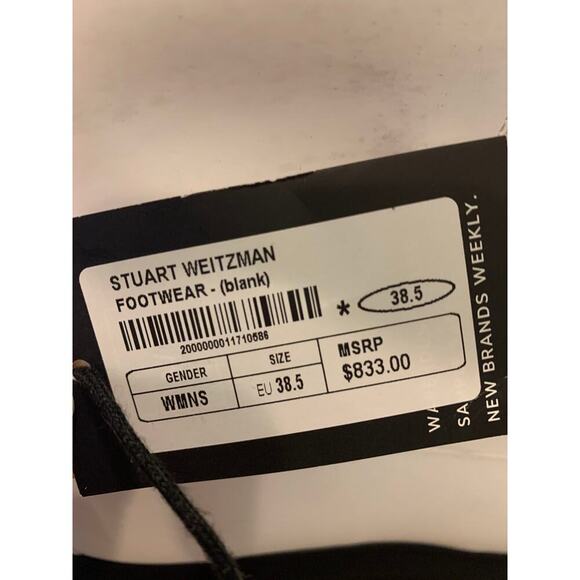 STUART WEITZMAN
FOOTWEAR - (blank)
* 38.5
2000000011710586
GENDER SIZE MSRP
WMNS EU 38.5 $833.00
NEW BRANDS WEEKLY.